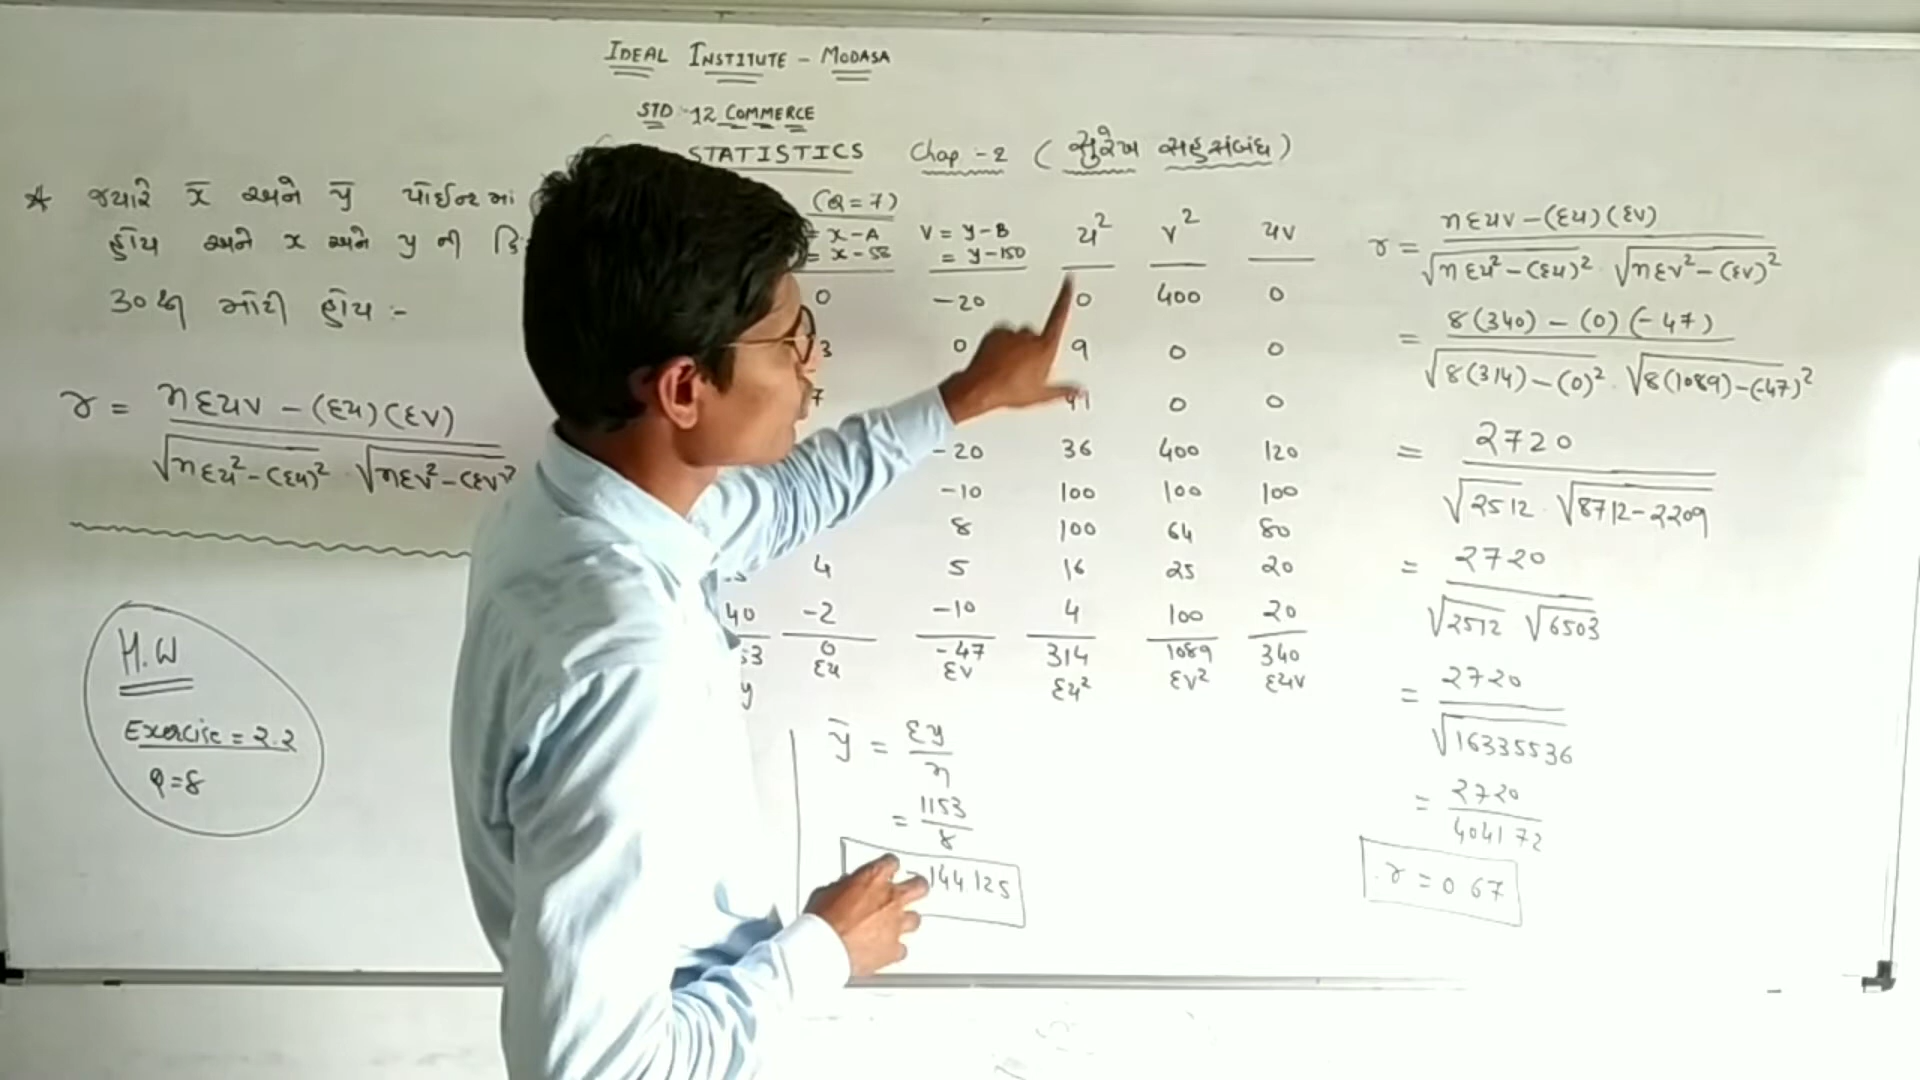 IDEAL INSTITUTE - MODASA
STD - 12 COMMERCE
STATISTICS Chap - 2 (સુરેખ સહસંબંધ)
* જ્યારે x̄ અને ȳ પોઈન્ટમાં
હોય અને x અને y ની
30થી મોટી હોય :-
r = nΣuv - (Σu)(Σv)
√nΣu²-(Σu)² · √nΣv²-(Σv)²
H.W
Exercise = 2.2
Q=8
(Q=7)
= x-A V = y-B u² v² uv
= x-58 = y-150
0 -20 0 400 0
3 0 9 0 0
7 0 0
-20 36 400 120
-10 100 100 100
8 100 64 80
4 5 16 25 20
40 -2 -10 4 100 20
53 0 -47 314 1089 340
y Σu Σv Σu² Σv² Σuv
ȳ = Σy
n
= 1153
8
= 144.125
r = nΣuv - (Σu)(Σv)
√nΣu²-(Σu)² · √nΣv²-(Σv)²
= 8(340) - (0)(-47)
√8(314)-(0)² · √8(1089)-(-47)²
= 2720
√2512 · √8712-2209
= 2720
√2512 √6503
= 2720
√16335536
= 2720
4041.72
r = 0.67